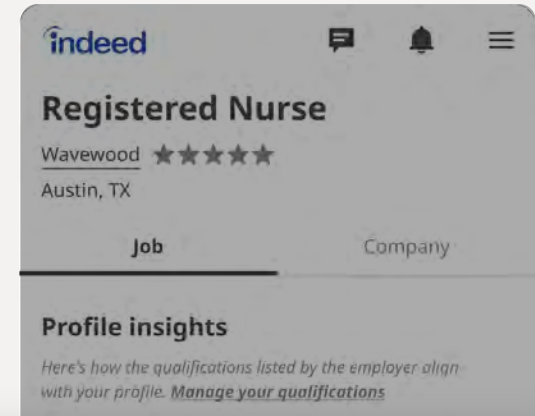 indeed
Registered Nurse
Wavewood
Austin, TX
Job
Company
Profile insights
Here's how the qualifications listed by the employer align
with your profile. Manage your qualifications